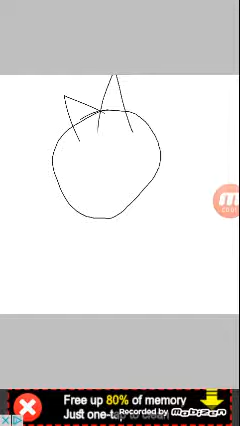 Free up 80% of memory
Just one-tap to clean
Recorded by mobizen